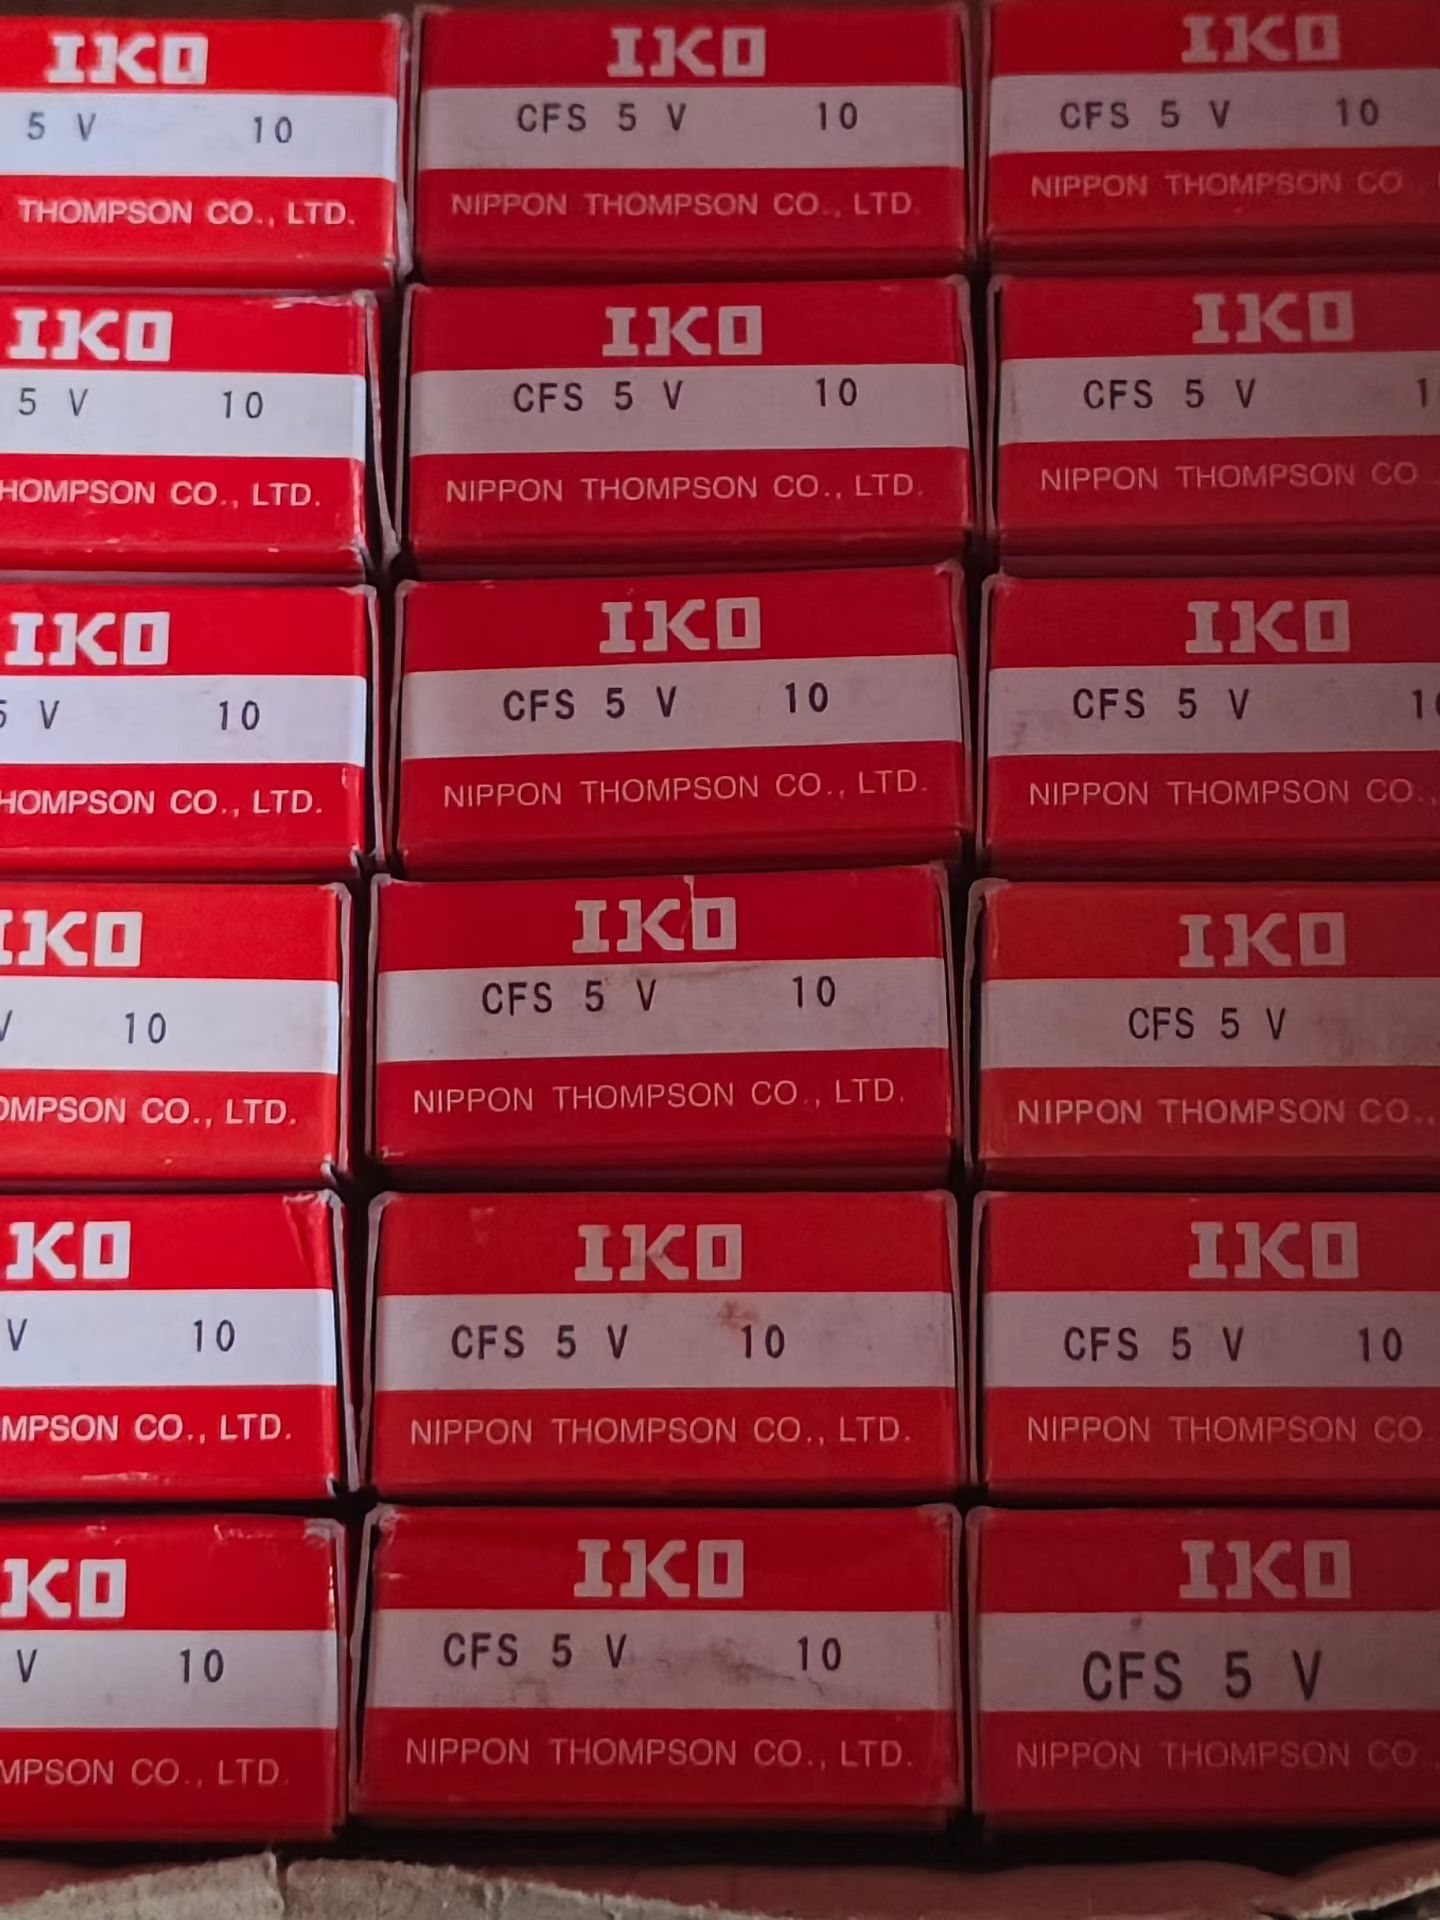 IKO
5 V 10
THOMPSON CO., LTD.
IKO
CFS 5 V 10
NIPPON THOMPSON CO., LTD.
IKO
CFS 5 V 10
NIPPON THOMPSON CO.
IKO
5 V 10
HOMPSON CO., LTD.
IKO
CFS 5 V 10
NIPPON THOMPSON CO., LTD.
IKO
CFS 5 V 1
NIPPON THOMPSON CO
IKO
5 V 10
HOMPSON CO., LTD.
IKO
CFS 5 V 10
NIPPON THOMPSON CO., LTD.
IKO
CFS 5 V 10
NIPPON THOMPSON CO.,
IKO
V 10
OMPSON CO., LTD.
IKO
CFS 5 V 10
NIPPON THOMPSON CO., LTD.
IKO
CFS 5 V
NIPPON THOMPSON CO.,
KO
V 10
MPSON CO., LTD.
IKO
CFS 5 V 10
NIPPON THOMPSON CO., LTD.
IKO
CFS 5 V 10
NIPPON THOMPSON CO
KO
V 10
MPSON CO., LTD.
IKO
CFS 5 V 10
NIPPON THOMPSON CO., LTD.
IKO
CFS 5 V
NIPPON THOMPSON CO.,